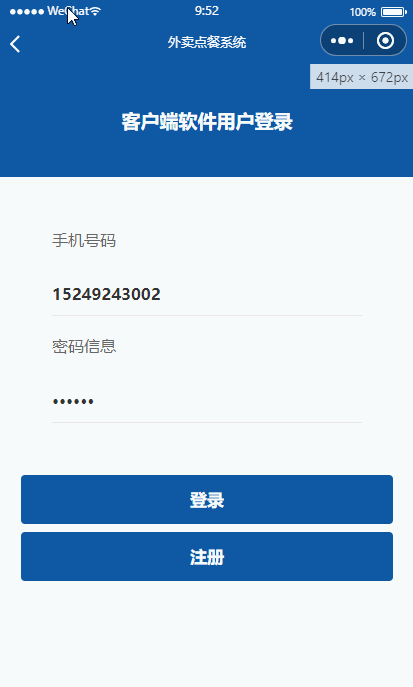 WeChat 9:52 100%
外卖点餐系统
414px × 672px
客户端软件用户登录
手机号码
15249243002
密码信息
••••••
登录
注册